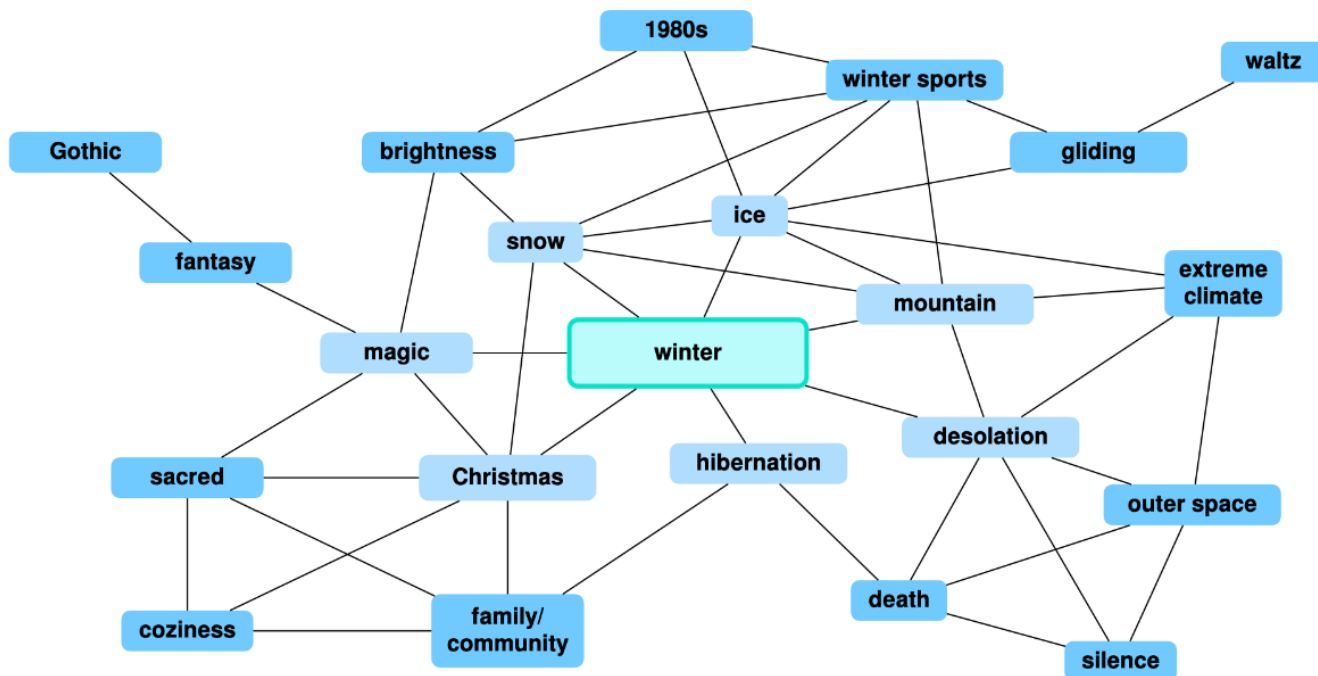 1980s
waltz
winter sports
Gothic
brightness
gliding
ice
snow
fantasy
extreme
climate
mountain
magic
winter
desolation
hibernation
sacred
Christmas
outer space
death
family/
community
coziness
silence